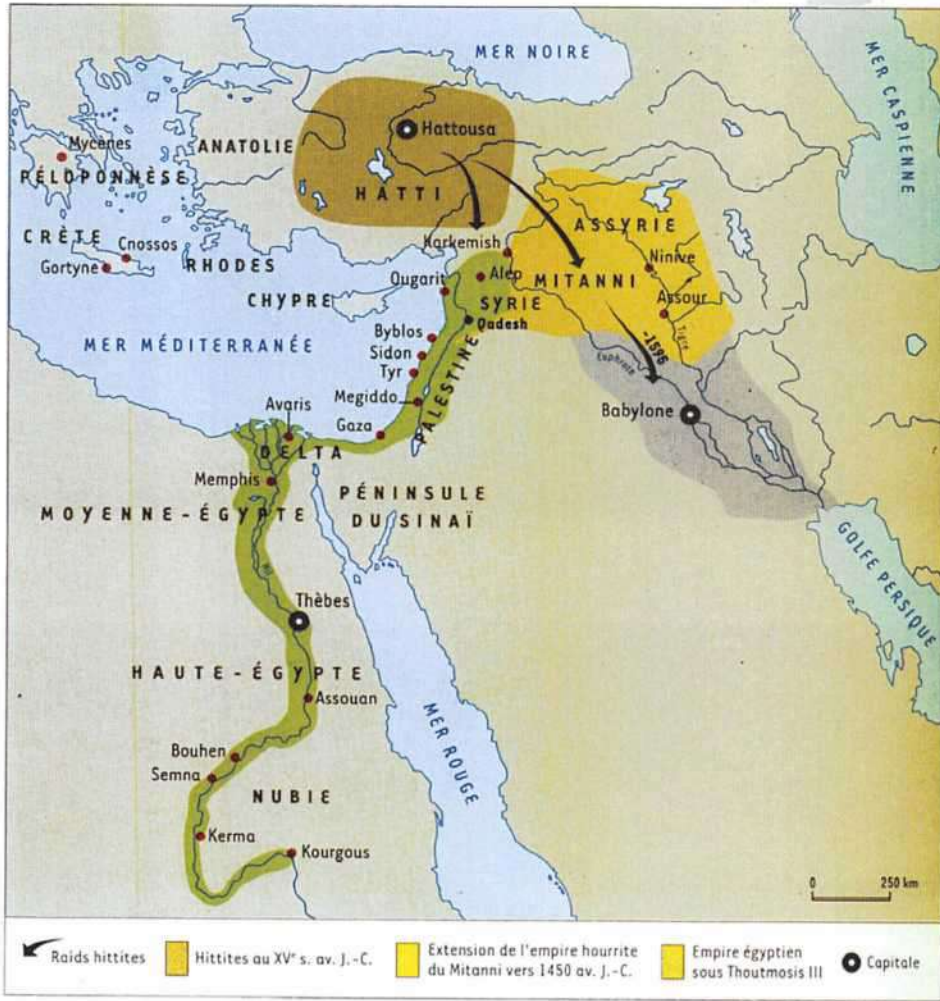 MER NOIRE
MER CASPIENNE
Hattousa
ANATOLIE
Mycènes
PÉLOPONNÈSE
HATTI
ASSYRIE
CRÈTE
Cnossos
Gortyne
RHODES
Karkemish
Ninive
Ougarit
Alep
MITANNI
CHYPRE
SYRIE
Assour
Qadesh
Tigre
Byblos
-1596
MER MÉDITERRANÉE
Sidon
Euphrate
Tyr
PALESTINE
Megiddo
Babylone
Avaris
Gaza
DELTA
Memphis
PÉNINSULE
DU SINAÏ
MOYENNE-ÉGYPTE
GOLFE PERSIQUE
Thèbes
HAUTE-ÉGYPTE
Assouan
MER ROUGE
Bouhen
Semna
NUBIE
Kerma
Kourgous
0 250 km
Raids hittites
Hittites au XVe s. av. J.-C.
Extension de l'empire hourrite
du Mitanni vers 1450 av. J.-C.
Empire égyptien
sous Thoutmosis III
Capitale